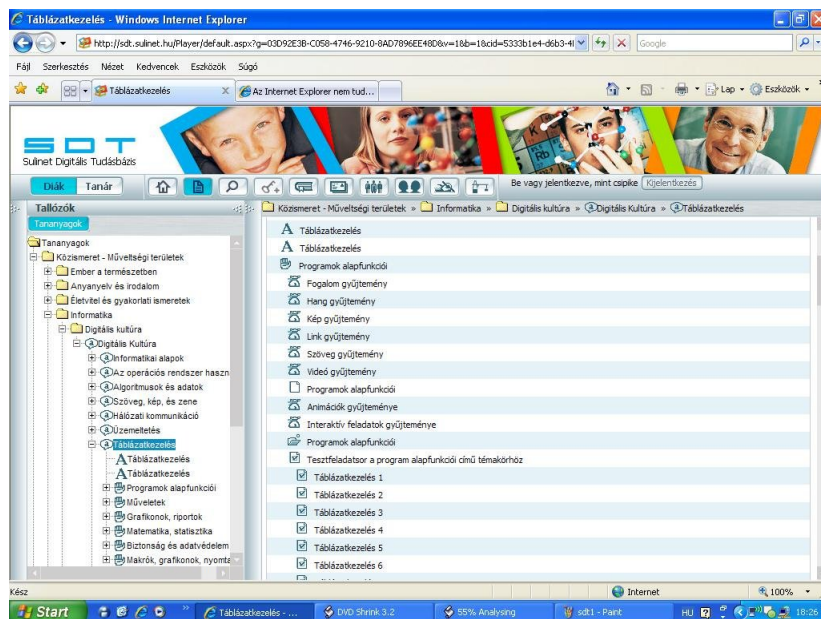 Táblázatkezelés - Windows Internet Explorer
http://sdt.sulinet.hu/Player/default.aspx?g=03D92E3B-C058-4746-9210-8AD7896EE48D&v=1&b=1&cid=5333b1e4-d6b3-4f
Google
Fájl Szerkesztés Nézet Kedvencek Eszközök Súgó
Táblázatkezelés
Az Internet Explorer nem tud...
Lap
Eszközök
SDT
Sulinet Digitális Tudásbázis
Diák Tanár
Be vagy jelentkezve, mint csipike Kijelentkezés
Tallózók
Tananyagok
Tananyagok
Közismeret - Műveltségi területek
Ember a természetben
Anyanyelv és irodalom
Életvitel és gyakorlati ismeretek
Informatika
Digitális kultúra
Digitális Kultúra
Informatikai alapok
Az operációs rendszer haszn
Algoritmusok és adatok
Szöveg, kép, és zene
Hálózati kommunikáció
Üzemeltetés
Táblázatkezelés
Táblázatkezelés
Táblázatkezelés
Programok alapfunkciói
Műveletek
Grafikonok, riportok
Matematika, statisztika
Biztonság és adatvédelem
Makrók, grafikonok, nyomta
Közismeret - Műveltségi területek » Informatika » Digitális kultúra » Digitális Kultúra » Táblázatkezelés
Táblázatkezelés
Táblázatkezelés
Programok alapfunkciói
Fogalom gyűjtemény
Hang gyűjtemény
Kép gyűjtemény
Link gyűjtemény
Szöveg gyűjtemény
Videó gyűjtemény
Programok alapfunkciói
Animációk gyűjteménye
Interaktív feladatok gyűjteménye
Programok alapfunkciói
Tesztfeladatsor a program alapfunkciói című témakörhöz
Táblázatkezelés 1
Táblázatkezelés 2
Táblázatkezelés 3
Táblázatkezelés 4
Táblázatkezelés 5
Táblázatkezelés 6
Kész
Internet
100%
Start
Táblázatkezelés - ...
DVD Shrink 3.2
55% Analysing
sdt1 - Paint
HU
18:26